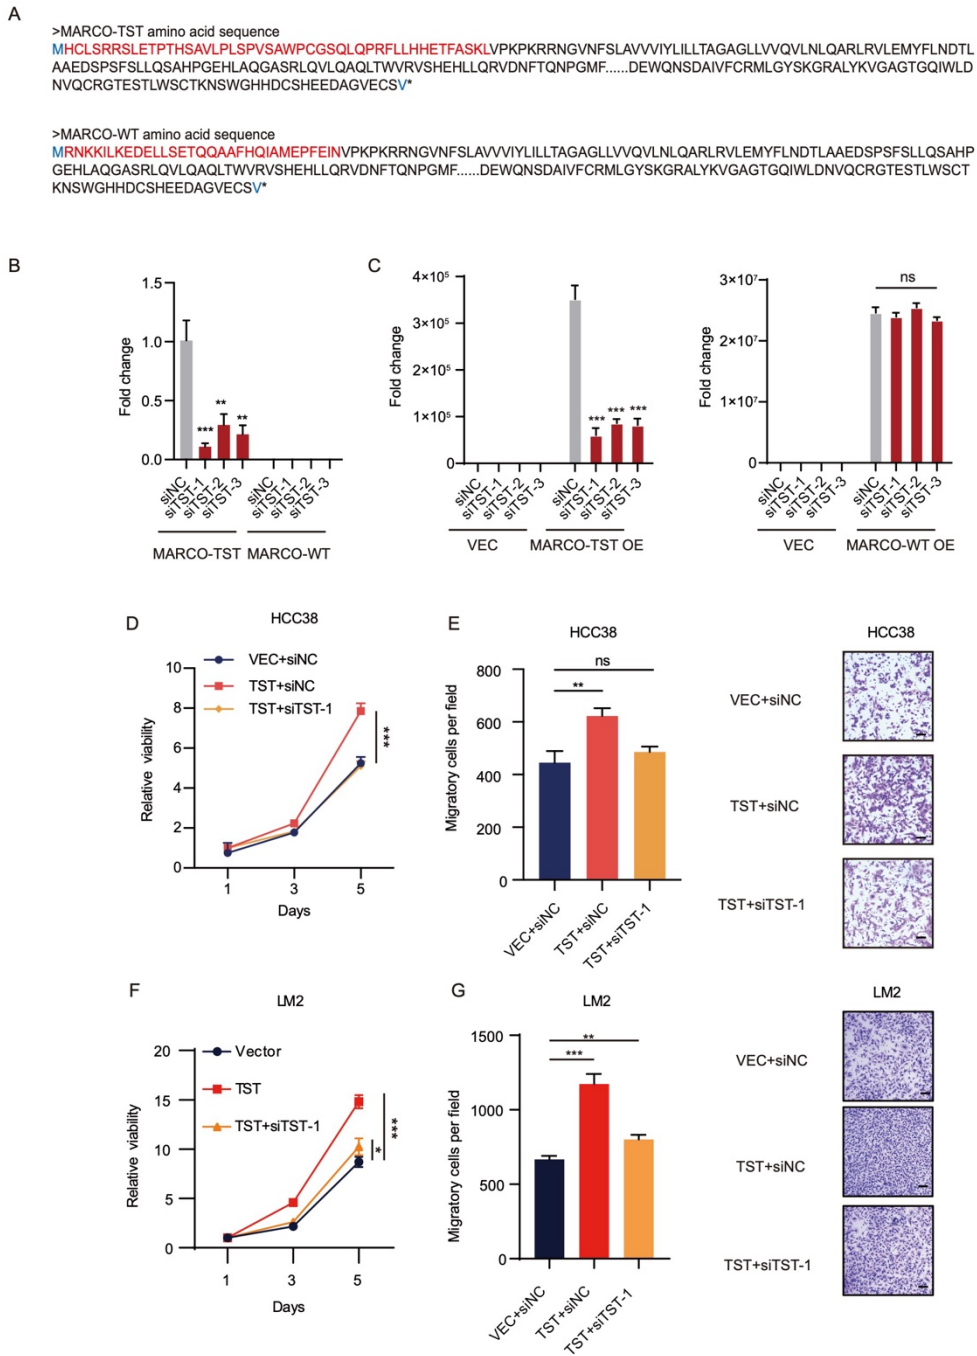 A
>MARCO-TST amino acid sequence
MHCLSRRSLETPTHSAVLPLSPVSAWPCGSQLQPRFLLHHETFASKLVPKPKRRNGVNFSLAVVVIYLILLTAGAGLLVVQVLNLQARLRVLEMYFLNDTL
AAEDSPSFSLLQSAHPGEHLAQGASRLQVLQAQLTWVRVSHEHLLQRVDNFTQNPGMF......DEWQNSDAIVFCRMLGYSKGRALYKVGAGTGQIWLD
NVQCRGTESTLWSCTKNSWGHHDCSHEEDAGVECSV*
>MARCO-WT amino acid sequence
MRNKKILKEDELLSETQQAAFHQIAMEPFEINVPKPKRRNGVNFSLAVVVIYLILLTAGAGLLVVQVLNLQARLRVLEMYFLNDTLAAEDSPSFSLLQSAHP
GEHLAQGASRLQVLQAQLTWVRVSHEHLLQRVDNFTQNPGMF......DEWQNSDAIVFCRMLGYSKGRALYKVGAGTGQIWLDNVQCRGTESTLWSCT
KNSWGHHDCSHEEDAGVECSV*
B
Fold change
1.5
1.0
0.5
0.0
***
**
**
siNC
siTST-1
siTST-2
siTST-3
siNC
siTST-1
siTST-2
siTST-3
MARCO-TST
MARCO-WT
C
Fold change
4×10⁵
3×10⁵
2×10⁵
1×10⁵
0
***
***
***
siNC
siTST-1
siTST-2
siTST-3
siNC
siTST-1
siTST-2
siTST-3
VEC
MARCO-TST OE
Fold change
3×10⁷
2×10⁷
1×10⁷
0
ns
siNC
siTST-1
siTST-2
siTST-3
siNC
siTST-1
siTST-2
siTST-3
VEC
MARCO-WT OE
D
HCC38
VEC+siNC
TST+siNC
TST+siTST-1
Relative viability
10
8
6
4
2
0
***
1
3
5
Days
E
HCC38
Migratory cells per field
800
600
400
200
0
ns
**
VEC+siNC
TST+siNC
TST+siTST-1
HCC38
VEC+siNC
TST+siNC
TST+siTST-1
F
LM2
Vector
TST
TST+siTST-1
Relative viability
20
15
10
5
0
***
*
1
3
5
Days
G
LM2
Migratory cells per field
1500
1000
500
0
**
***
VEC+siNC
TST+siNC
TST+siTST-1
LM2
VEC+siNC
TST+siNC
TST+siTST-1